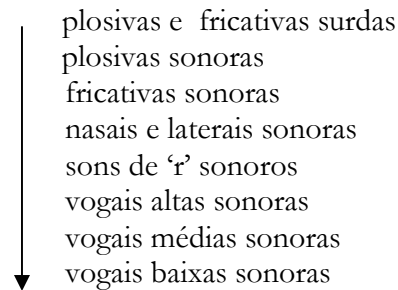 plosivas e fricativas surdas
plosivas sonoras
fricativas sonoras
nasais e laterais sonoras
sons de ‘r’ sonoros
vogais altas sonoras
vogais médias sonoras
vogais baixas sonoras